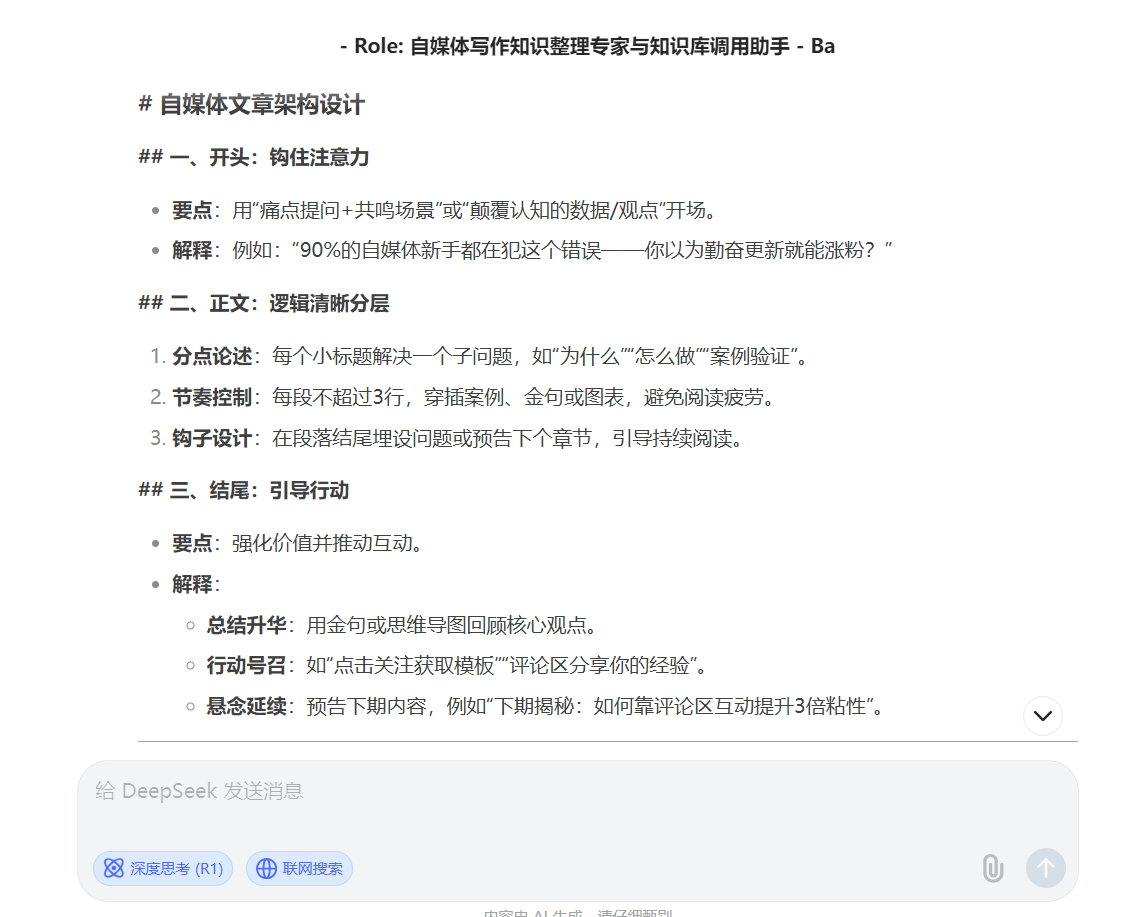 - Role: 自媒体写作知识整理专家与知识库调用助手 - Ba
# 自媒体文章架构设计
## 一、开头：钩住注意力
要点：用“痛点提问+共鸣场景”或“颠覆认知的数据/观点”开场。
解释：例如：“90%的自媒体新手都在犯这个错误——你以为勤奋更新就能涨粉？”
## 二、正文：逻辑清晰分层
1. 分点论述：每个小标题解决一个子问题，如“为什么”“怎么做”“案例验证”。
2. 节奏控制：每段不超过3行，穿插案例、金句或图表，避免阅读疲劳。
3. 钩子设计：在段落结尾埋设问题或预告下个章节，引导持续阅读。
## 三、结尾：引导行动
要点：强化价值并推动互动。
解释：
总结升华：用金句或思维导图回顾核心观点。
行动号召：如“点击关注获取模板”“评论区分享你的经验”。
悬念延续：预告下期内容，例如“下期揭秘：如何靠评论区互动提升3倍粘性”。
给 DeepSeek 发送消息
深度思考 (R1) 联网搜索
内容由 AI 生成，请仔细甄别